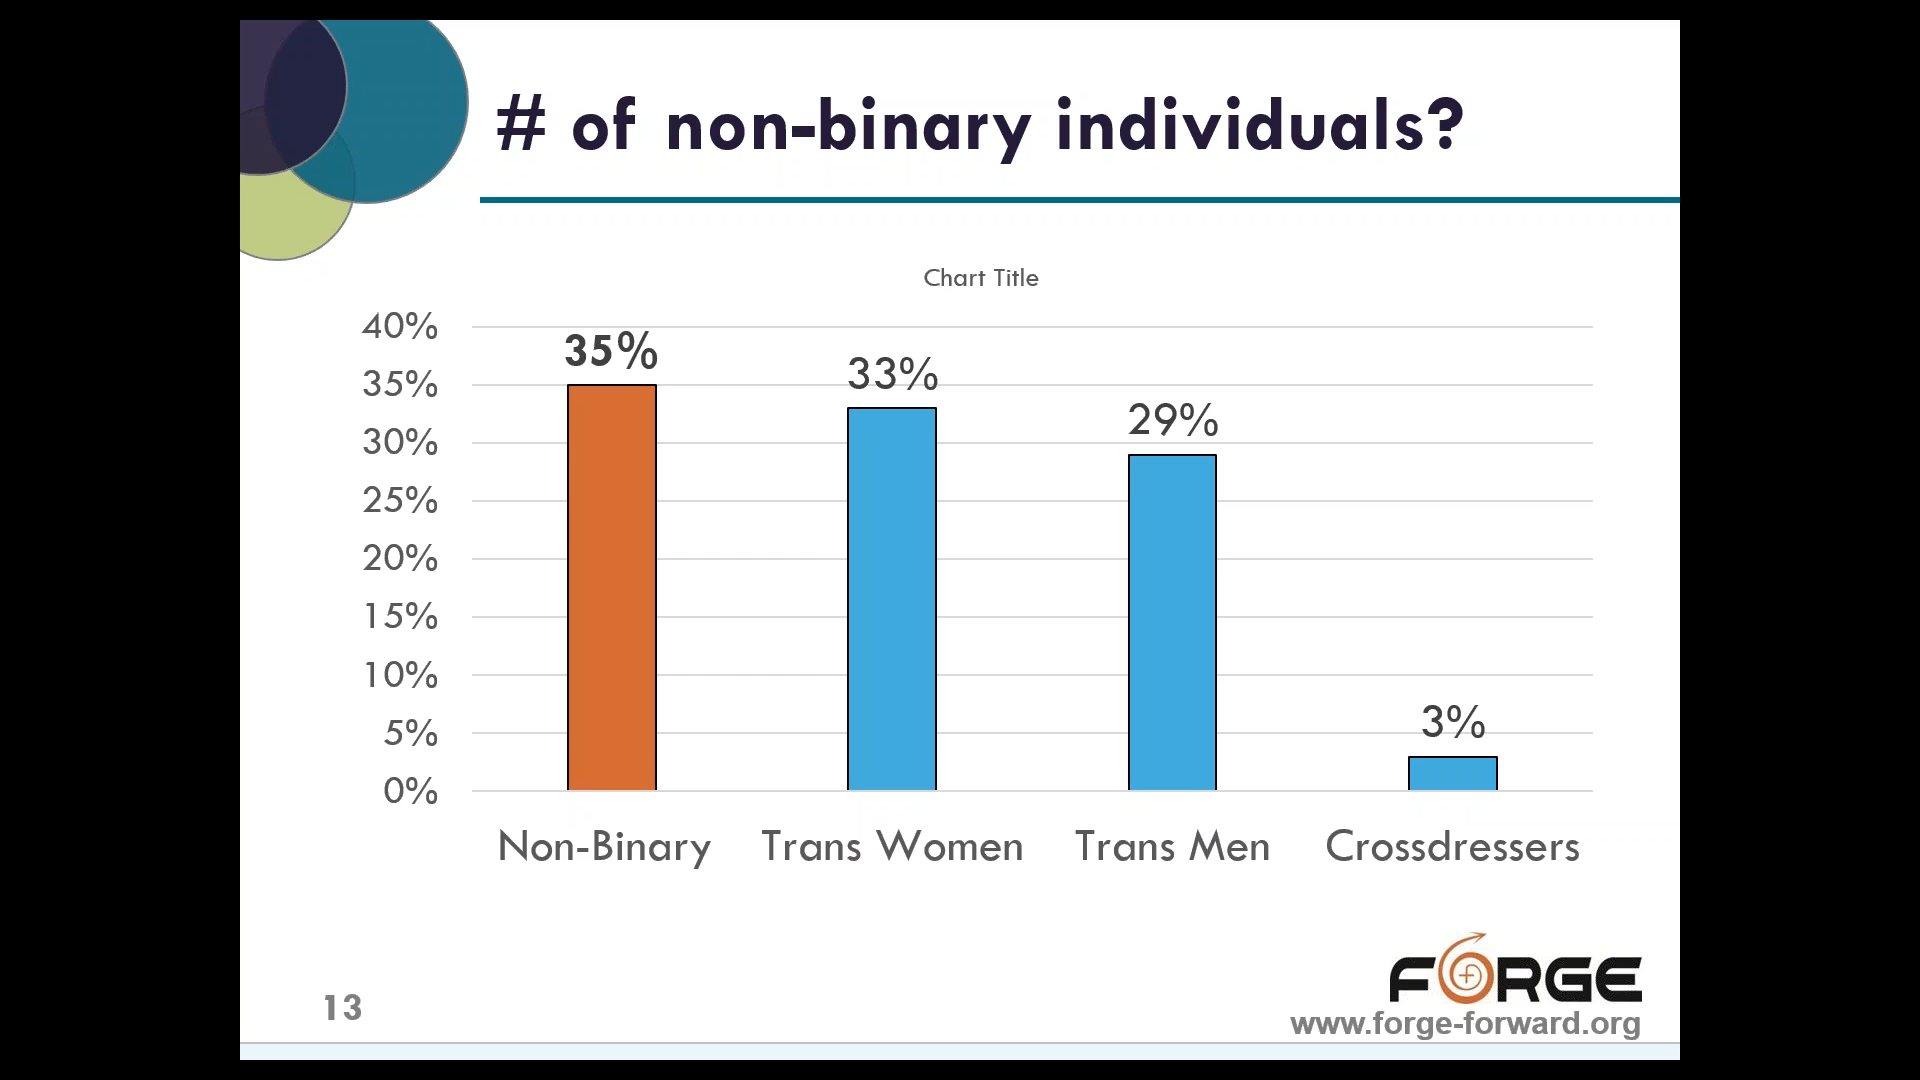 # of non-binary individuals?
Chart Title
40%
35%
30%
25%
20%
15%
10%
5%
0%
35%
33%
29%
3%
Non-Binary
Trans Women
Trans Men
Crossdressers
13
FORGE
www.forge-forward.org